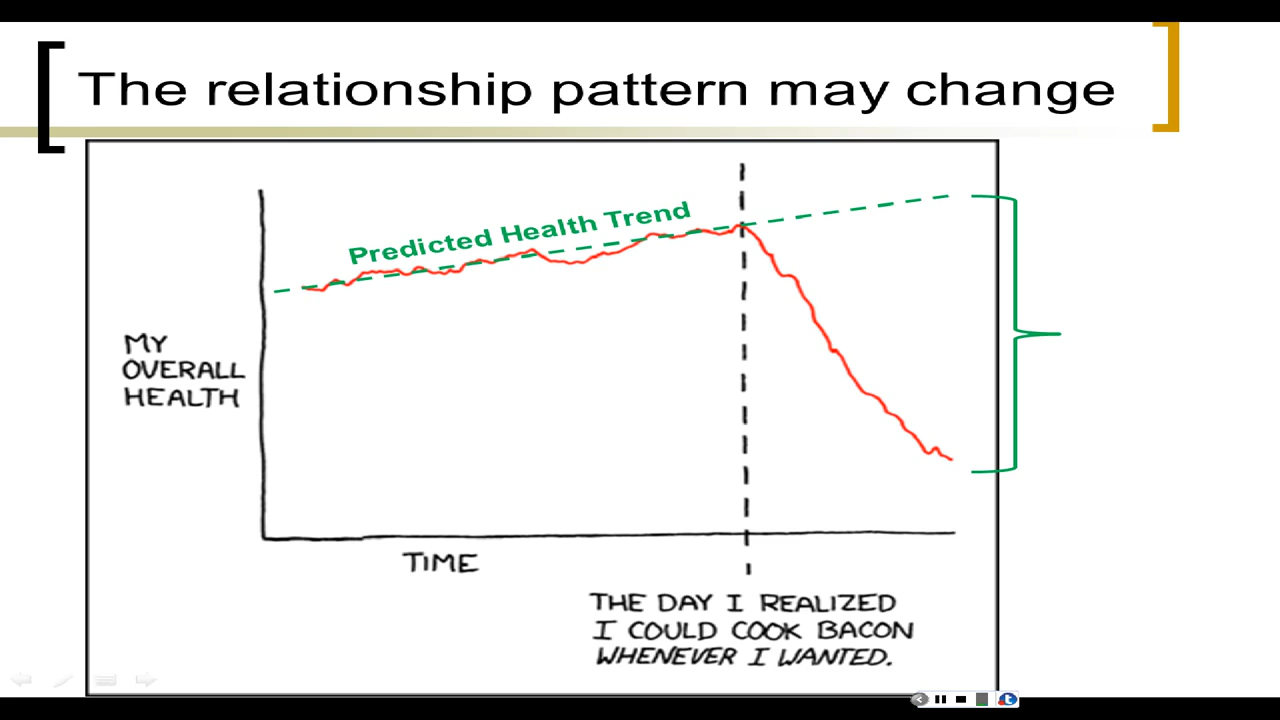 The relationship pattern may change
Predicted Health Trend
MY
OVERALL
HEALTH
TIME
THE DAY I REALIZED
I COULD COOK BACON
WHENEVER I WANTED.